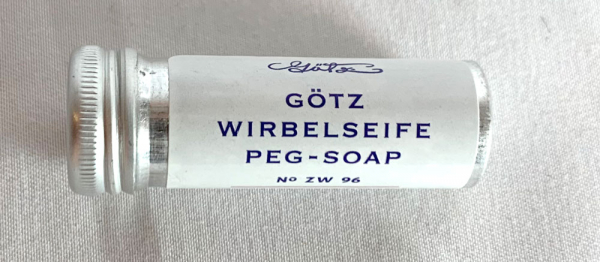 Götz
GÖTZ
WIRBELSEIFE
PEG-SOAP
No ZW 96